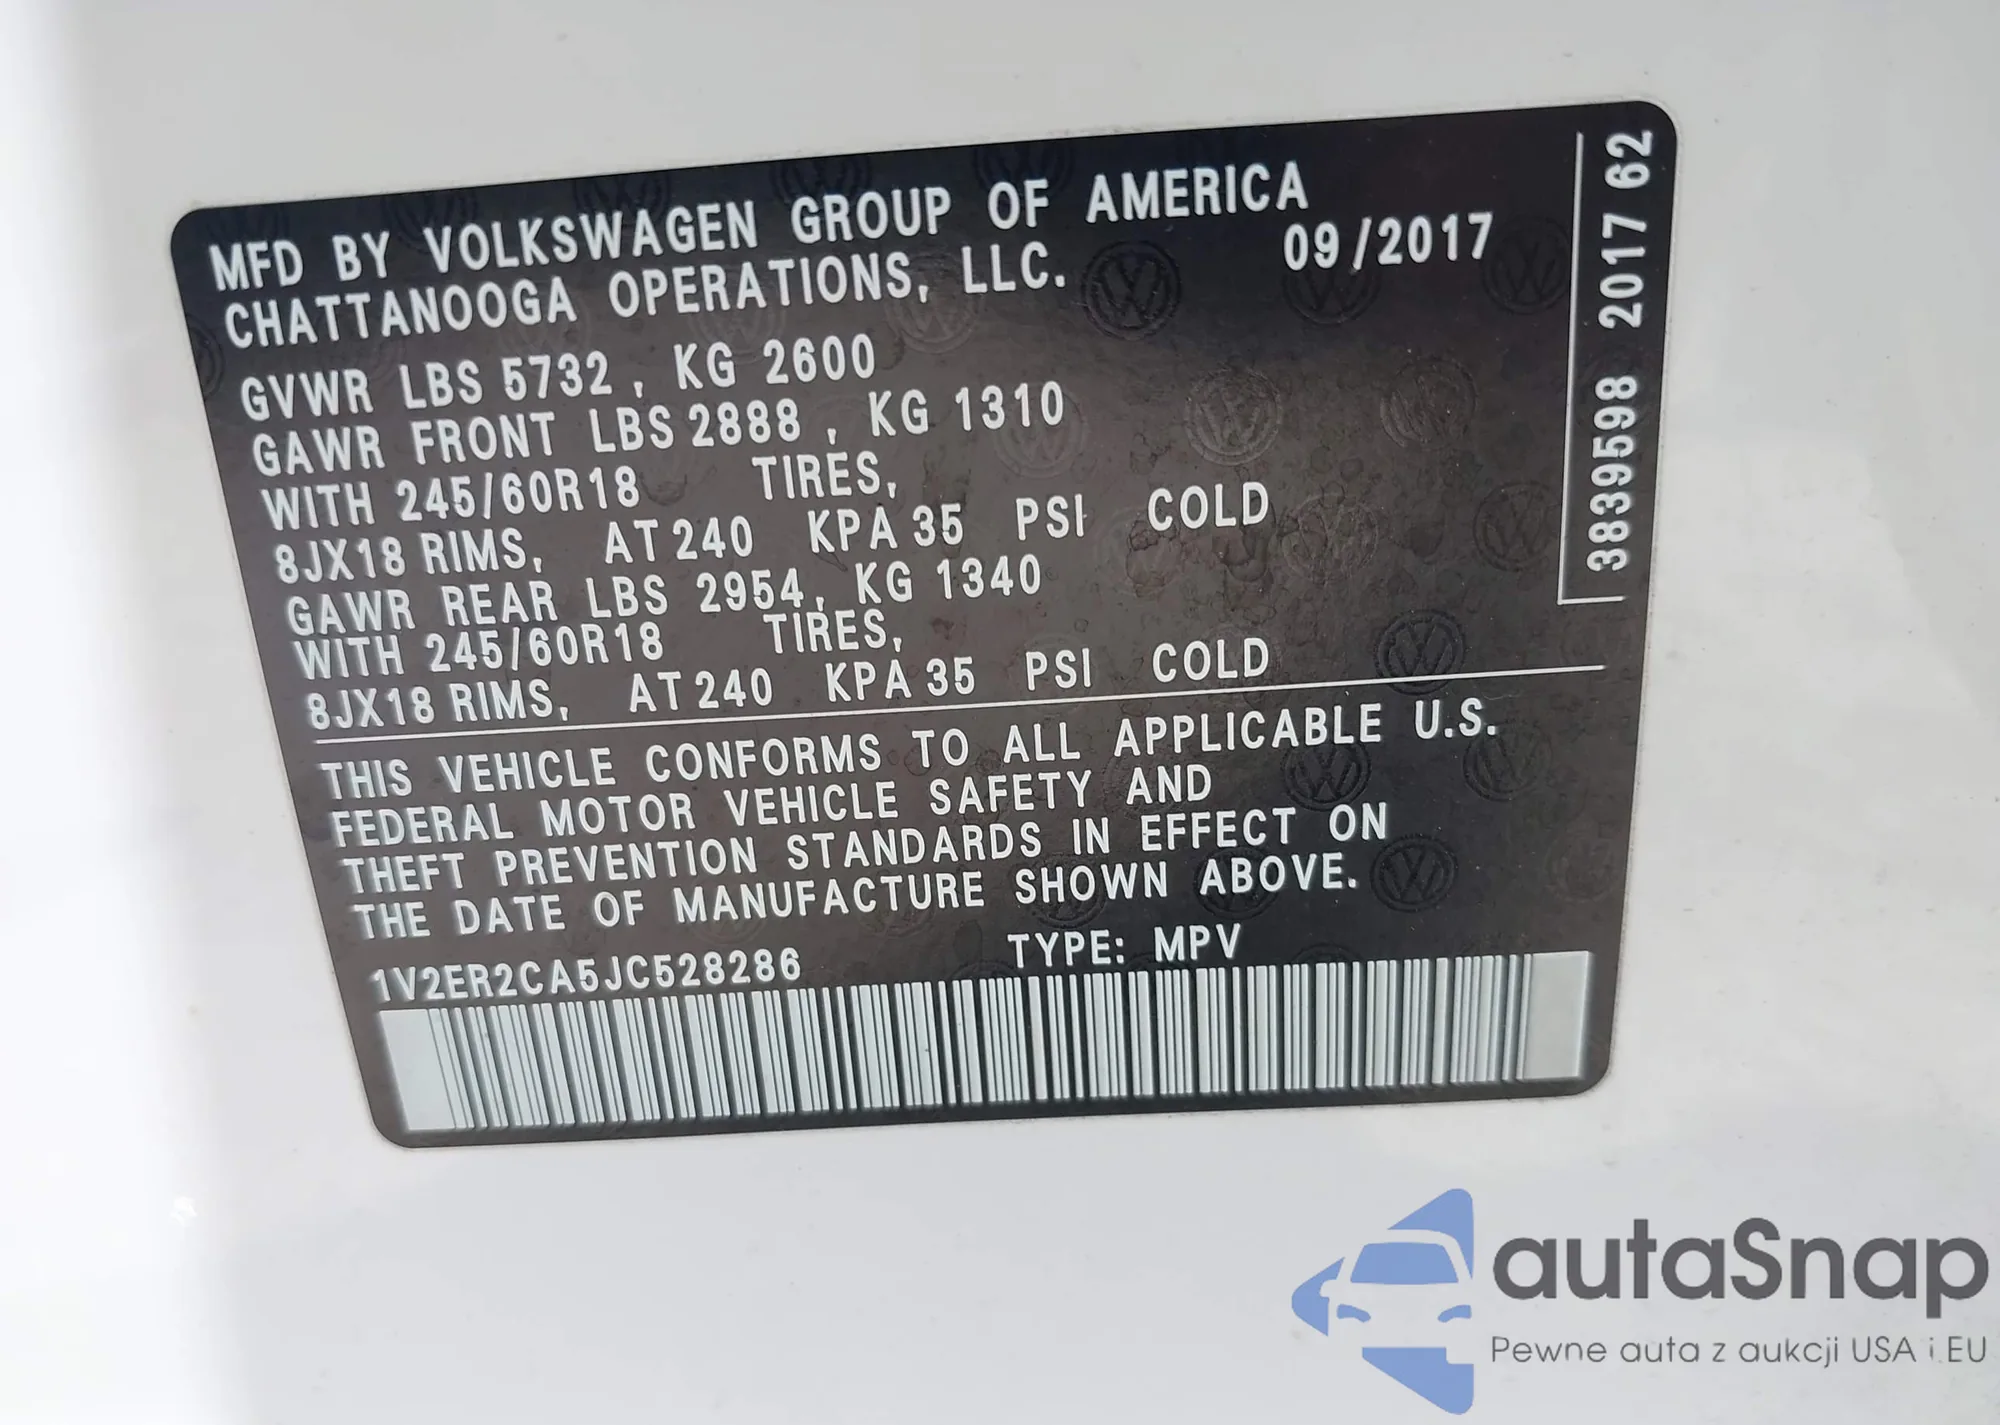 MFD BY VOLKSWAGEN GROUP OF AMERICA
CHATTANOOGA OPERATIONS, LLC. 09/2017
GVWR LBS 5732, KG 2600
GAWR FRONT LBS 2888, KG 1310
WITH 245/60R18 TIRES,
8JX18 RIMS, AT 240 KPA 35 PSI COLD
GAWR REAR LBS 2954, KG 1340
WITH 245/60R18 TIRES,
8JX18 RIMS, AT 240 KPA 35 PSI COLD
THIS VEHICLE CONFORMS TO ALL APPLICABLE U.S.
FEDERAL MOTOR VEHICLE SAFETY AND
THEFT PREVENTION STANDARDS IN EFFECT ON
THE DATE OF MANUFACTURE SHOWN ABOVE.
1V2ER2CA5JC528286 TYPE: MPV
3839598 2017 62
autaSnap
Pewne auta z aukcji USA i EU